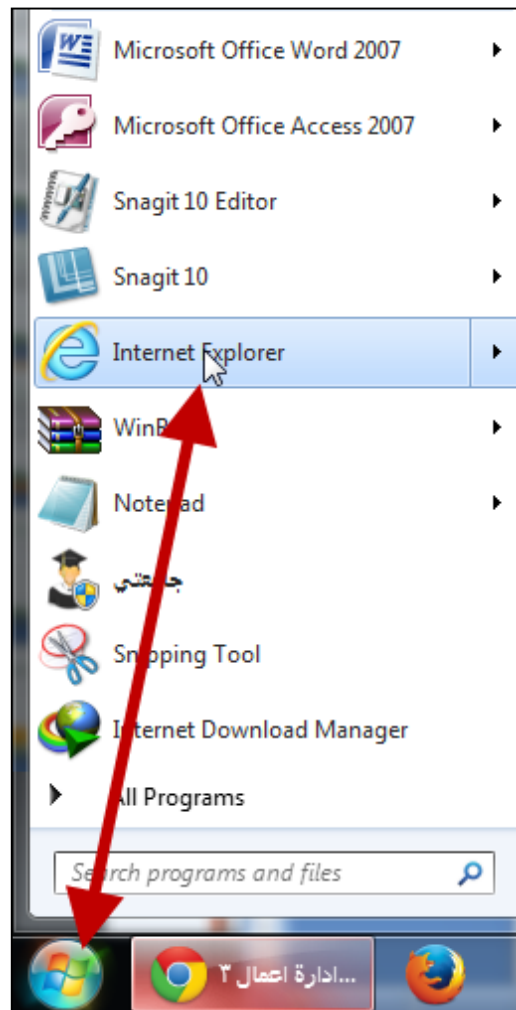 Microsoft Office Word 2007
Microsoft Office Access 2007
Snagit 10 Editor
Snagit 10
Internet Explorer
Notepad
جامعتي
Snipping Tool
Internet Download Manager
All Programs
Search programs and files
ادارة اعمال ٣...